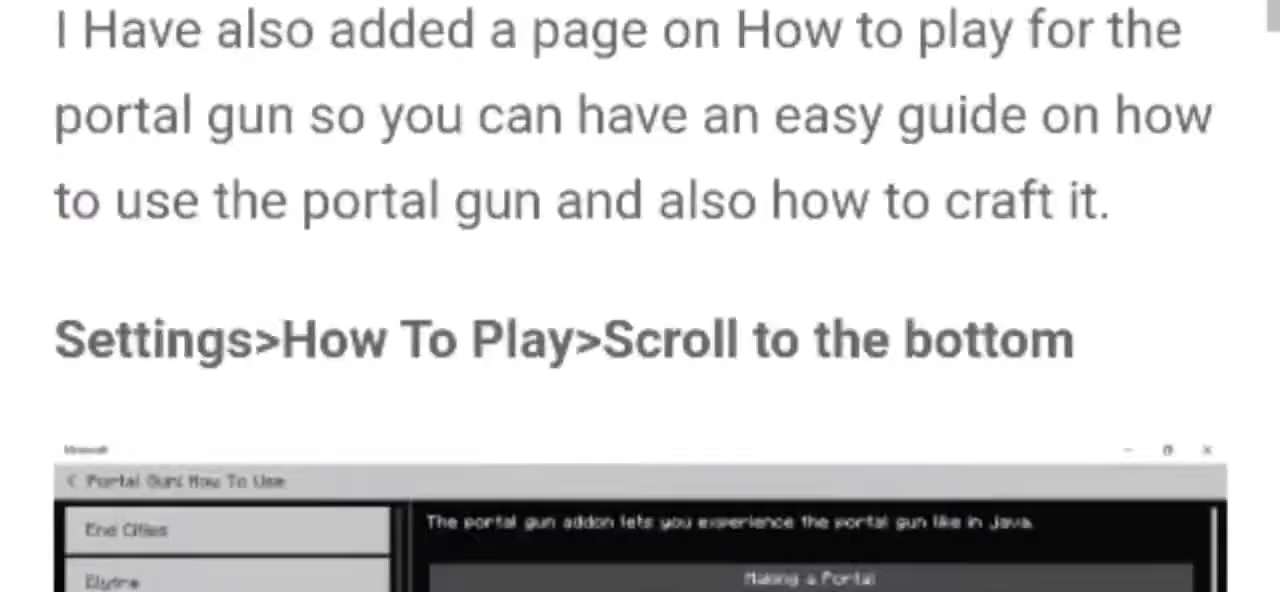 I Have also added a page on How to play for the
portal gun so you can have an easy guide on how
to use the portal gun and also how to craft it.
Settings>How To Play>Scroll to the bottom
Minecraft
< Portal Gun: How To Use
End Cities
The portal gun addon lets you experience the portal gun like in Java.
Elytra
Making a Portal